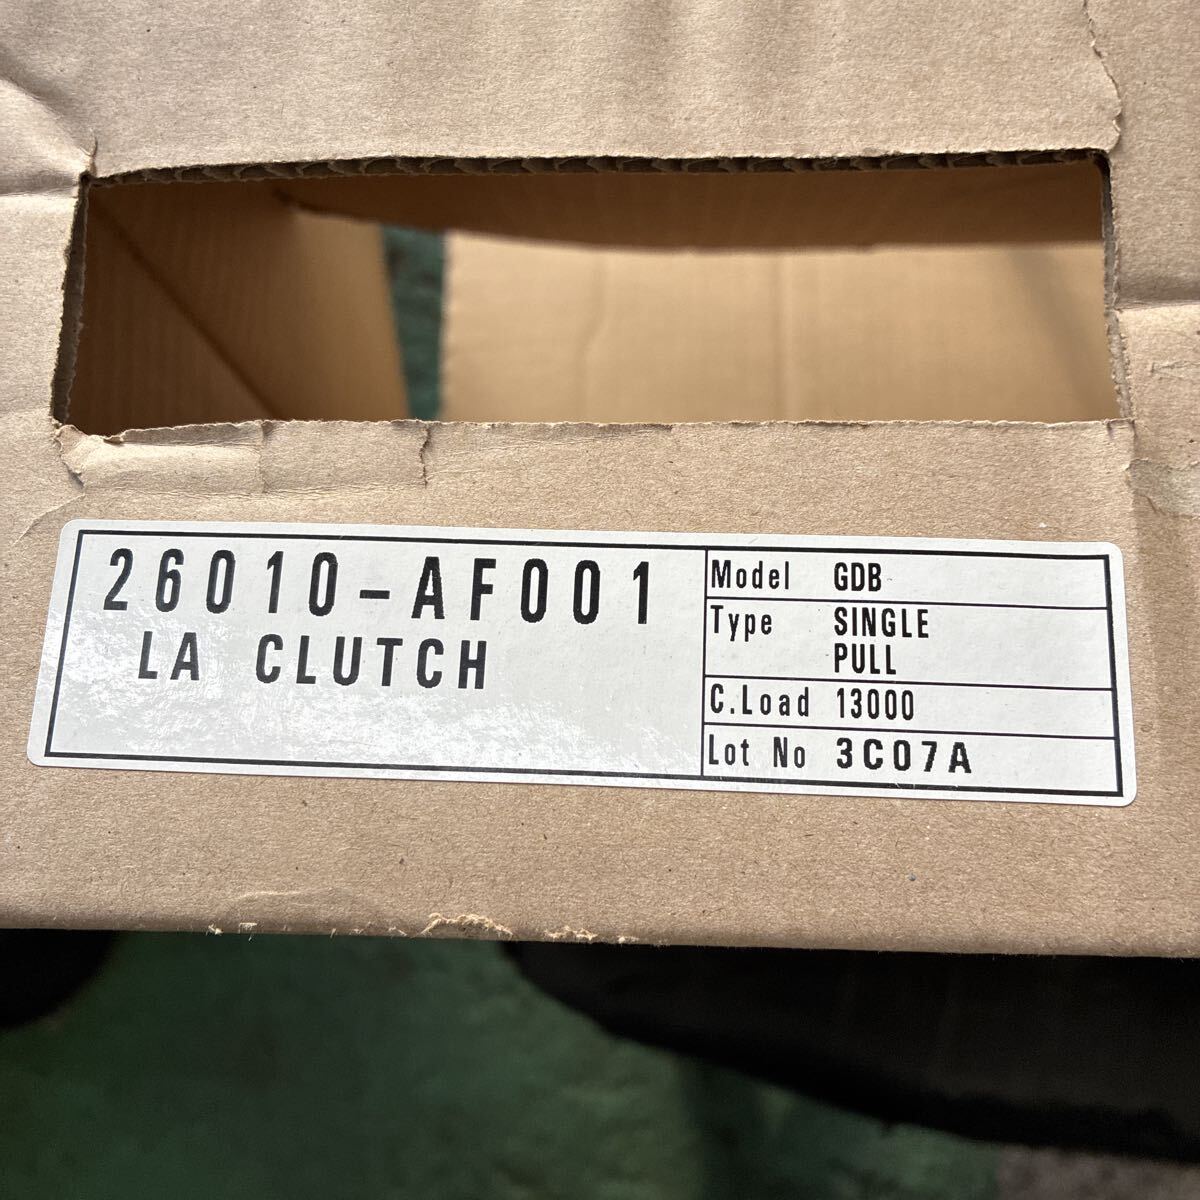 26010-AF001
LA CLUTCH
Model GDB
Type SINGLE
PULL
C.Load 13000
Lot No 3C07A